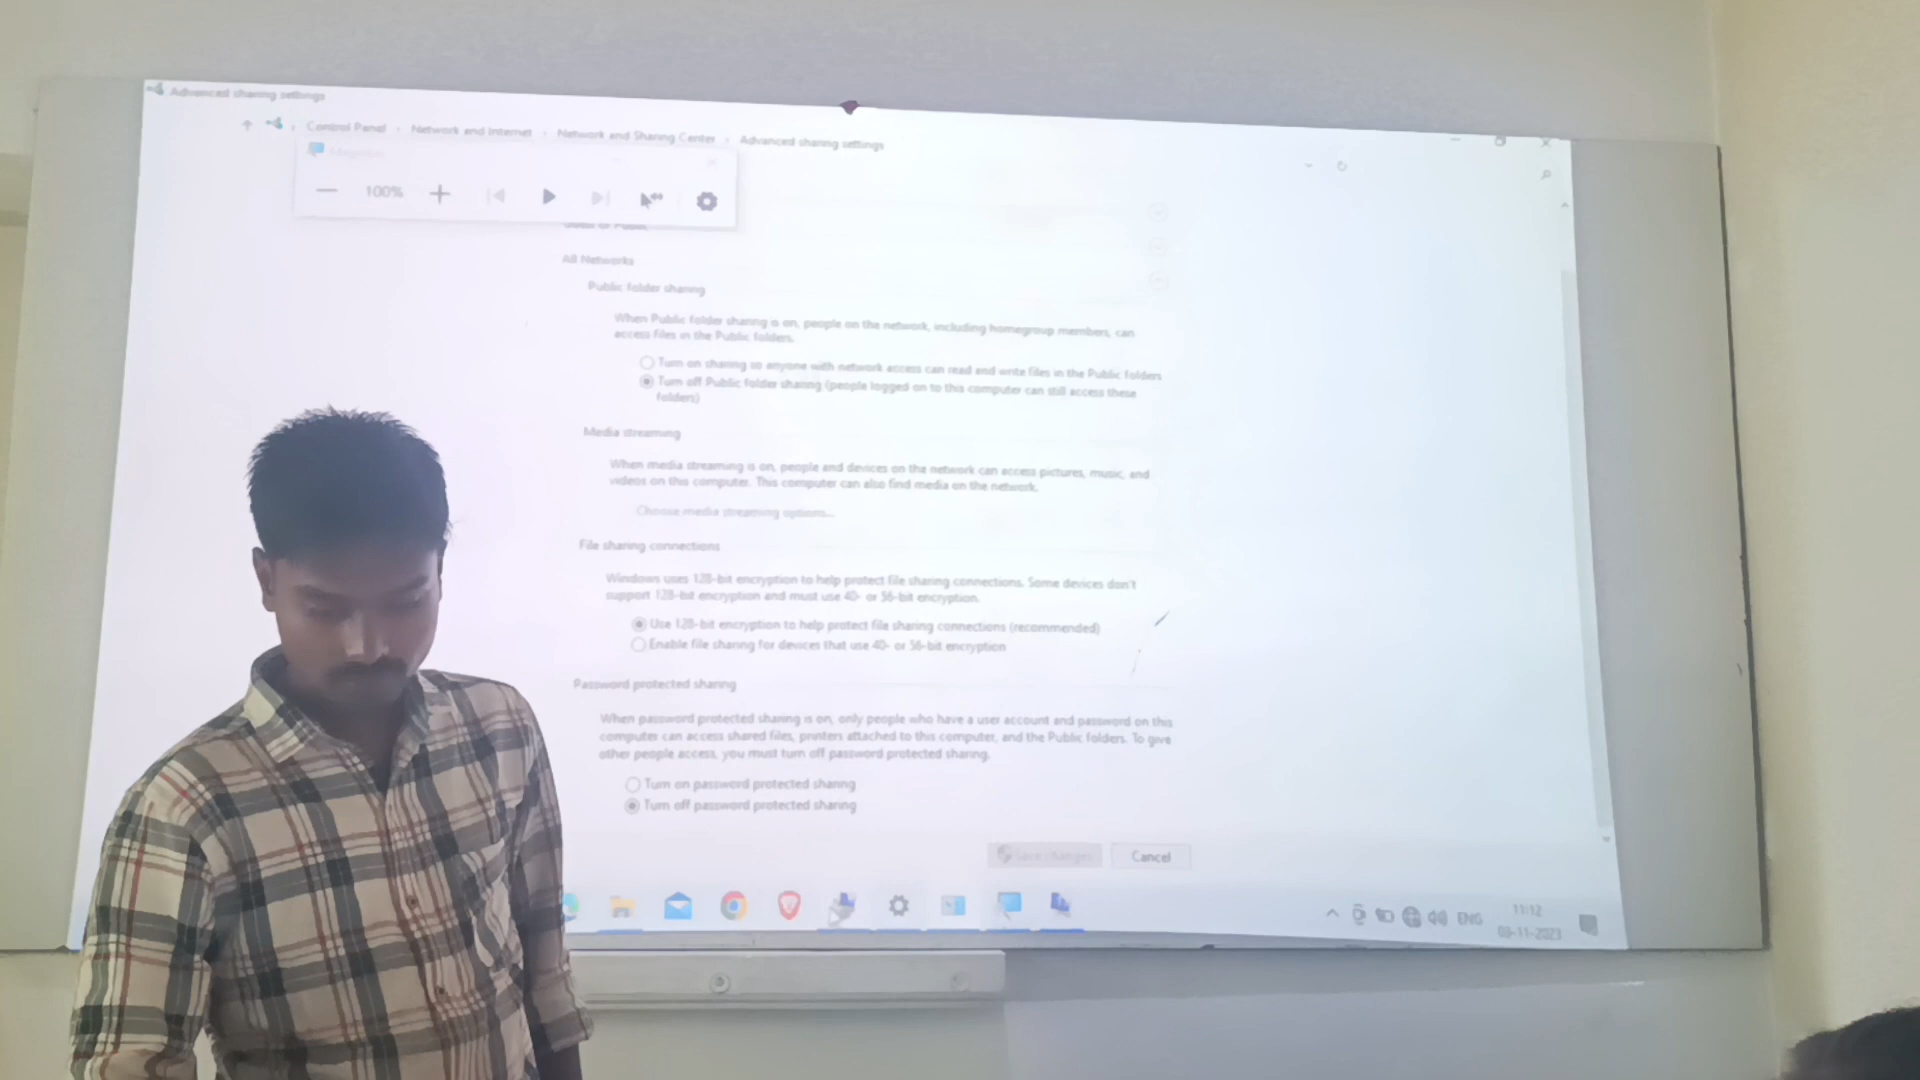 Advanced sharing settings
Control Panel › Network and Internet › Network and Sharing Center › Advanced sharing settings
Magnifier
100%
Guest or Public
All Networks
Public folder sharing
When Public folder sharing is on, people on the network, including homegroup members, can
access files in the Public folders.
Turn on sharing so anyone with network access can read and write files in the Public folders
Turn off Public folder sharing (people logged on to this computer can still access these
folders)
Media streaming
When media streaming is on, people and devices on the network can access pictures, music, and
videos on this computer. This computer can also find media on the network.
Choose media streaming options...
File sharing connections
Windows uses 128-bit encryption to help protect file sharing connections. Some devices don't
support 128-bit encryption and must use 40- or 56-bit encryption.
Use 128-bit encryption to help protect file sharing connections (recommended)
Enable file sharing for devices that use 40- or 56-bit encryption
Password protected sharing
When password protected sharing is on, only people who have a user account and password on this
computer can access shared files, printers attached to this computer, and the Public folders. To give
other people access, you must turn off password protected sharing.
Turn on password protected sharing
Turn off password protected sharing
Save changes Cancel
ENG 11:12
03-11-2023